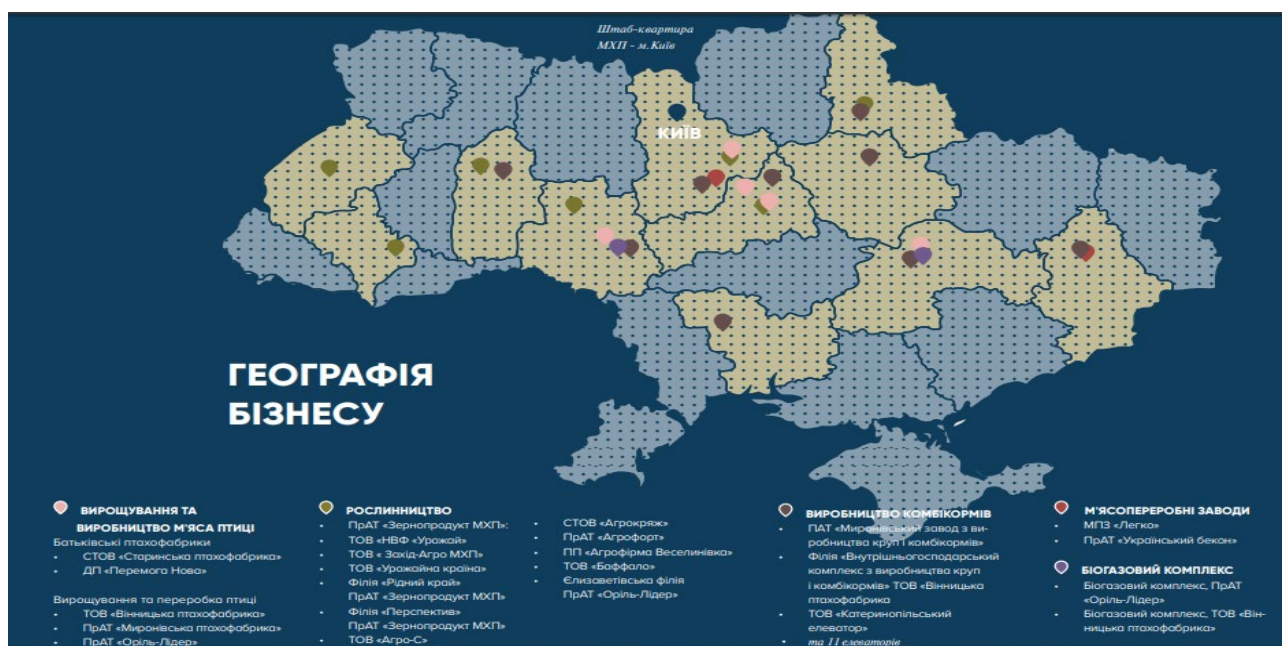 Штаб-квартира
МХП - м.Київ
КИЇВ
ГЕОГРАФІЯ
БІЗНЕСУ
ВИРОЩУВАННЯ ТА
ВИРОБНИЦТВО М'ЯСА ПТИЦІ
Батьківські птахофабрики
• СТОВ «Старинська птахофабрика»
• ДП «Перемога Нова»
Вирощування та переробка птиці
• ТОВ «Вінницька птахофабрика»
• ПрАТ «Миронівська птахофабрика»
• ПрАТ «Оріль-Лідер»
РОСЛИННИЦТВО
• ПрАТ «Зернопродукт МХП»:
• ТОВ «НВФ «Урожай»
• ТОВ « Захід-Агро МХП»
• ТОВ «Урожайна країна»
• Філія «Рідний край»
ПрАТ «Зернопродукт МХП»
• Філія «Перспектив»
ПрАТ «Зернопродукт МХП»
• ТОВ «Агро-С»
• СТОВ «Агрокряж»
• ПрАТ «Агрофорт»
• ПП «Агрофірма Веселинівка»
• ТОВ «Баффало»
• Єлизаветівська філія
ПрАТ «Оріль-Лідер»
ВИРОБНИЦТВО КОМБІКОРМІВ
• ПАТ «Миронівський завод з ви-
робництва круп і комбікормів»
• Філія «Внутрішньогосподарський
комплекс з виробництва круп
і комбікормів» ТОВ «Вінницька
птахофабрика
• ТОВ «Катеринопільський
елеватор»
• та 11 елеваторів
М'ЯСОПЕРЕРОБНІ ЗАВОДИ
• МПЗ «Легко»
• ПрАТ «Український бекон»
БІОГАЗОВИЙ КОМПЛЕКС
• Біогазовий комплекс, ПрАТ
«Оріль-Лідер»
• Біогазовий комплекс, ТОВ «Він-
ницька птахофабрика»